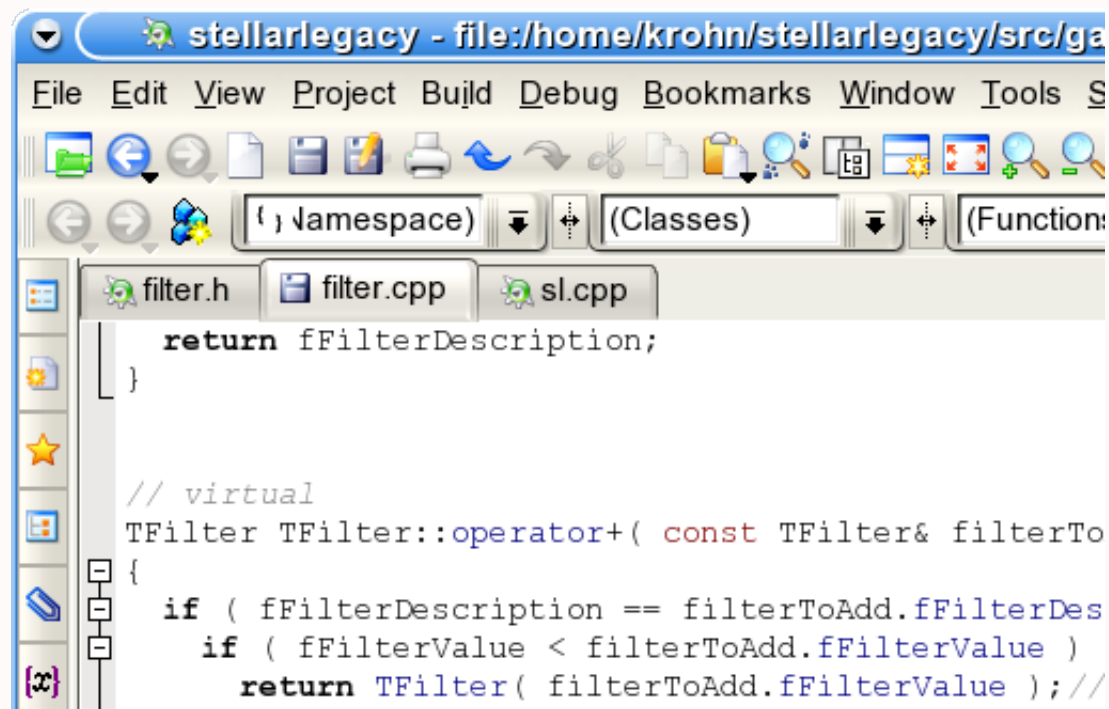 stellarlegacy - file:/home/krohn/stellarlegacy/src/ga
File Edit View Project Build Debug Bookmarks Window Tools S
{ } Namespace) (Classes) (Functions
filter.h filter.cpp sl.cpp
return fFilterDescription;
}
// virtual
TFilter TFilter::operator+( const TFilter& filterTo
{
if ( fFilterDescription == filterToAdd.fFilterDes
if ( fFilterValue < filterToAdd.fFilterValue )
return TFilter( filterToAdd.fFilterValue );//
{x}